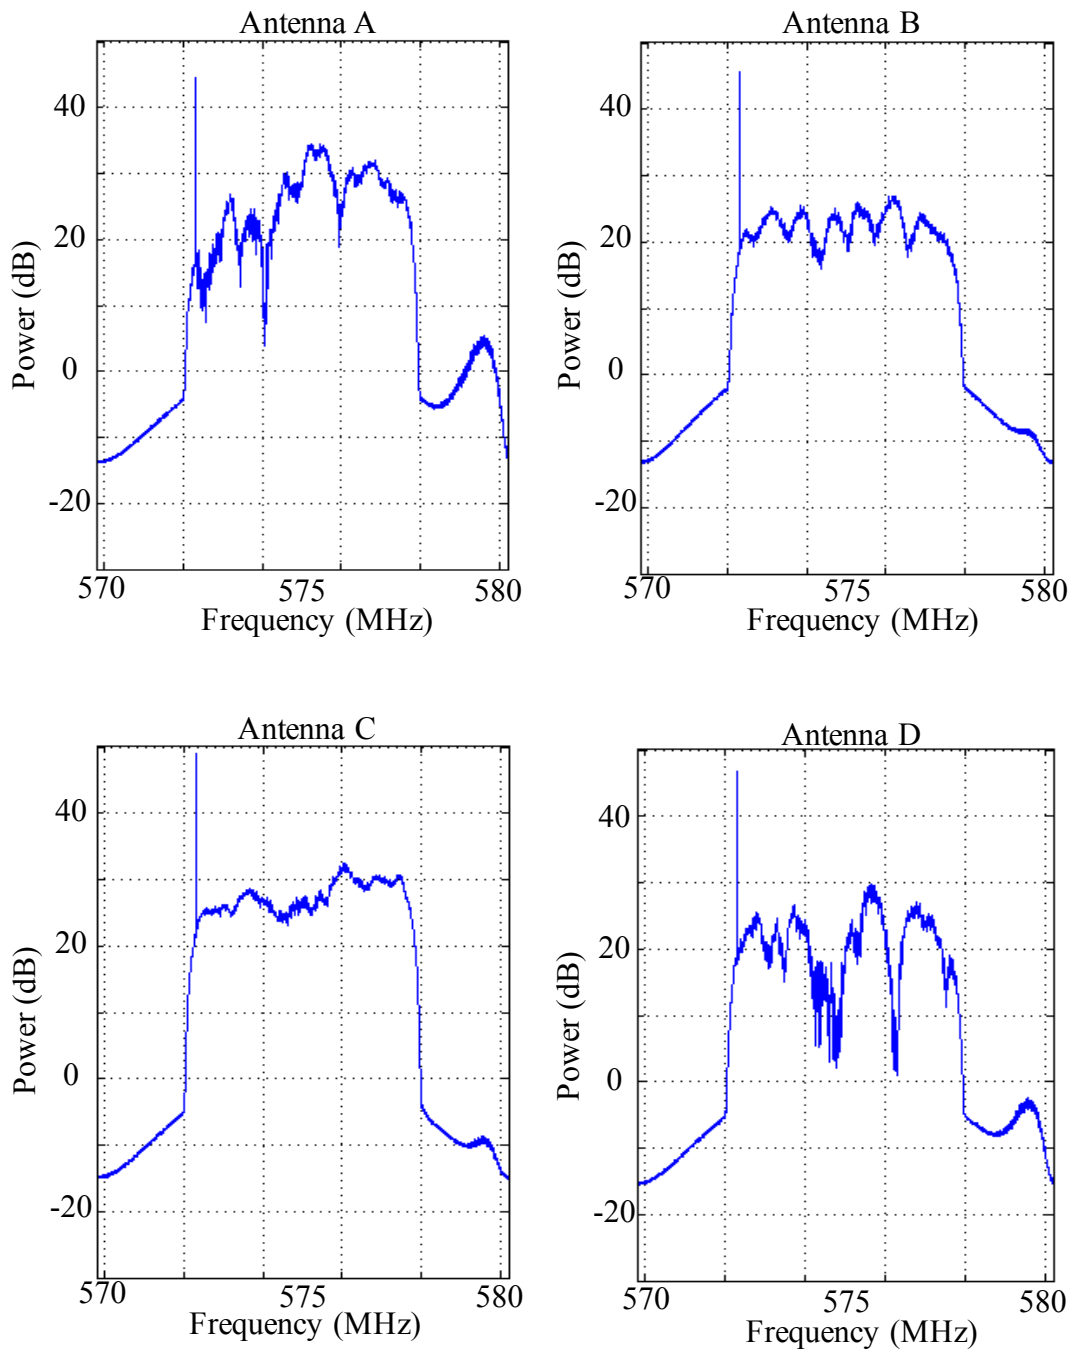 Antenna A
40
20
0
-20
Power (dB)
570 575 580
Frequency (MHz)
Antenna B
40
20
0
-20
Power (dB)
570 575 580
Frequency (MHz)
Antenna C
40
20
0
-20
Power (dB)
570 575 580
Frequency (MHz)
Antenna D
40
20
0
-20
Power (dB)
570 575 580
Frequency (MHz)